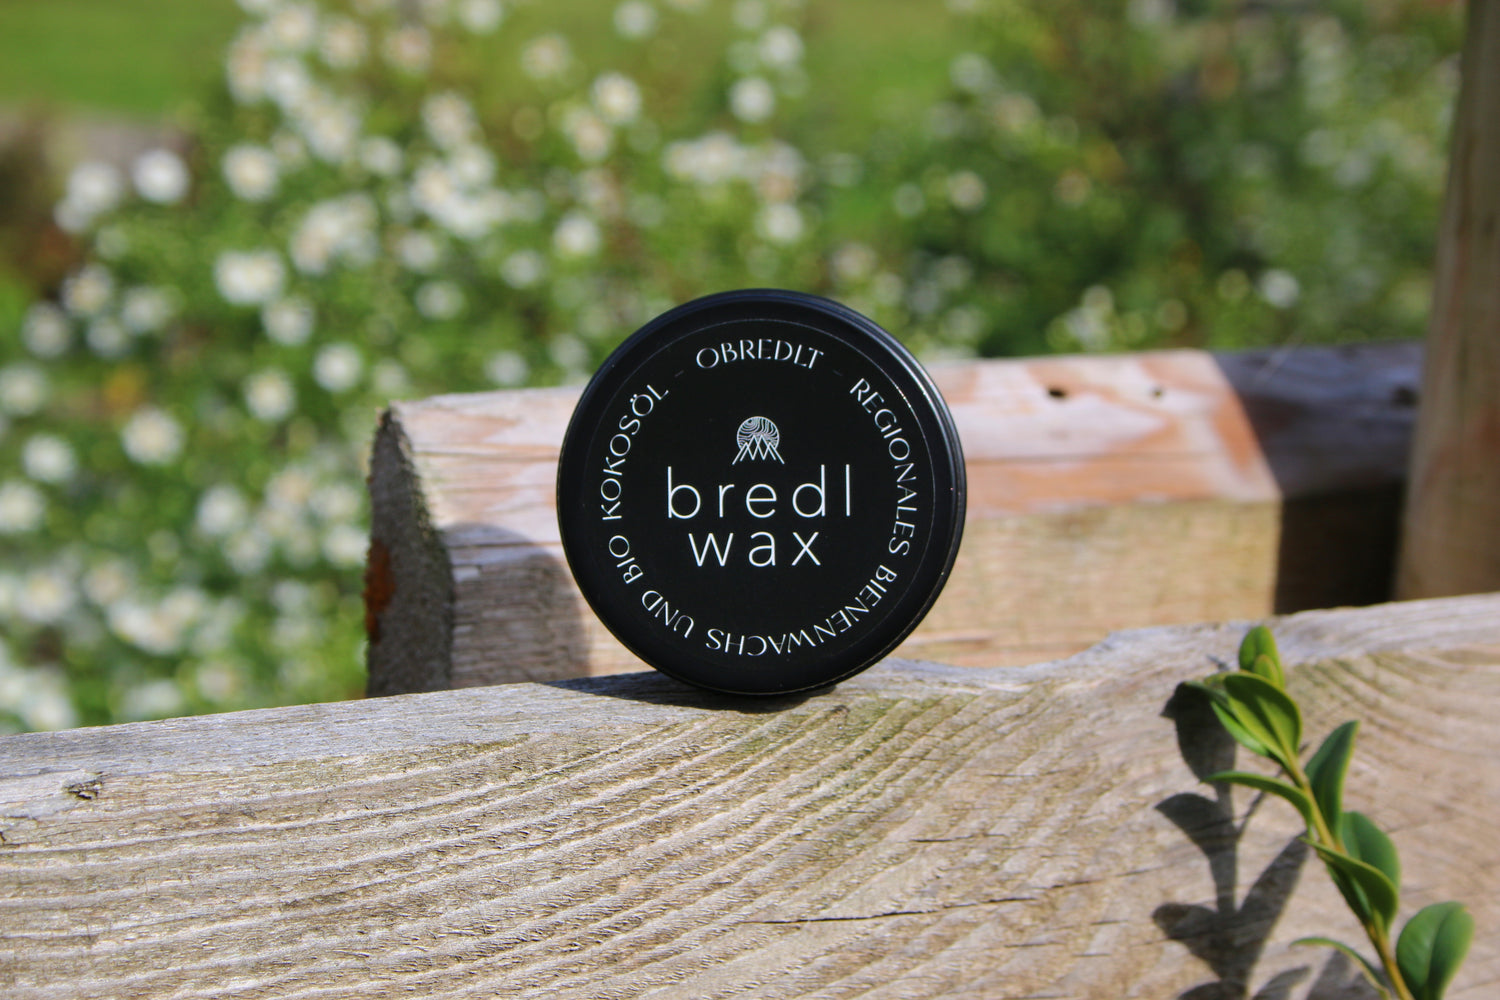 OBREDLT – REGIONALES BIENENWACHS UND BIO KOKOSÖL –
bredl
wax